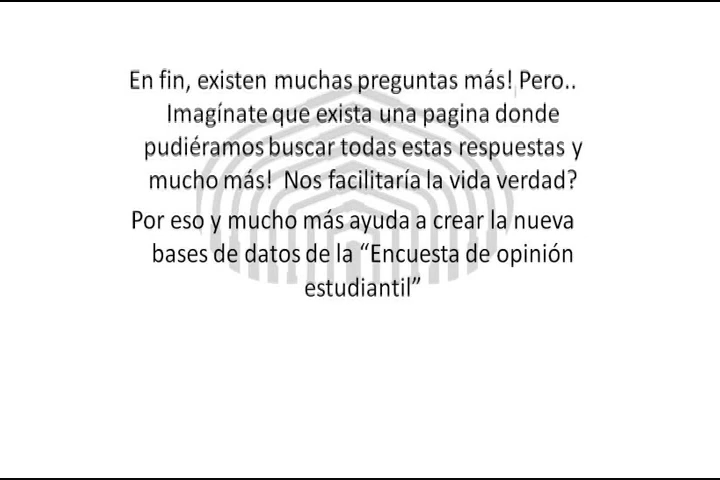 En fin, existen muchas preguntas más! Pero..
Imagínate que exista una pagina donde
pudiéramos buscar todas estas respuestas y
mucho más!  Nos facilitaría la vida verdad?
Por eso y mucho más ayuda a crear la nueva
bases de datos de la “Encuesta de opinión
estudiantil”